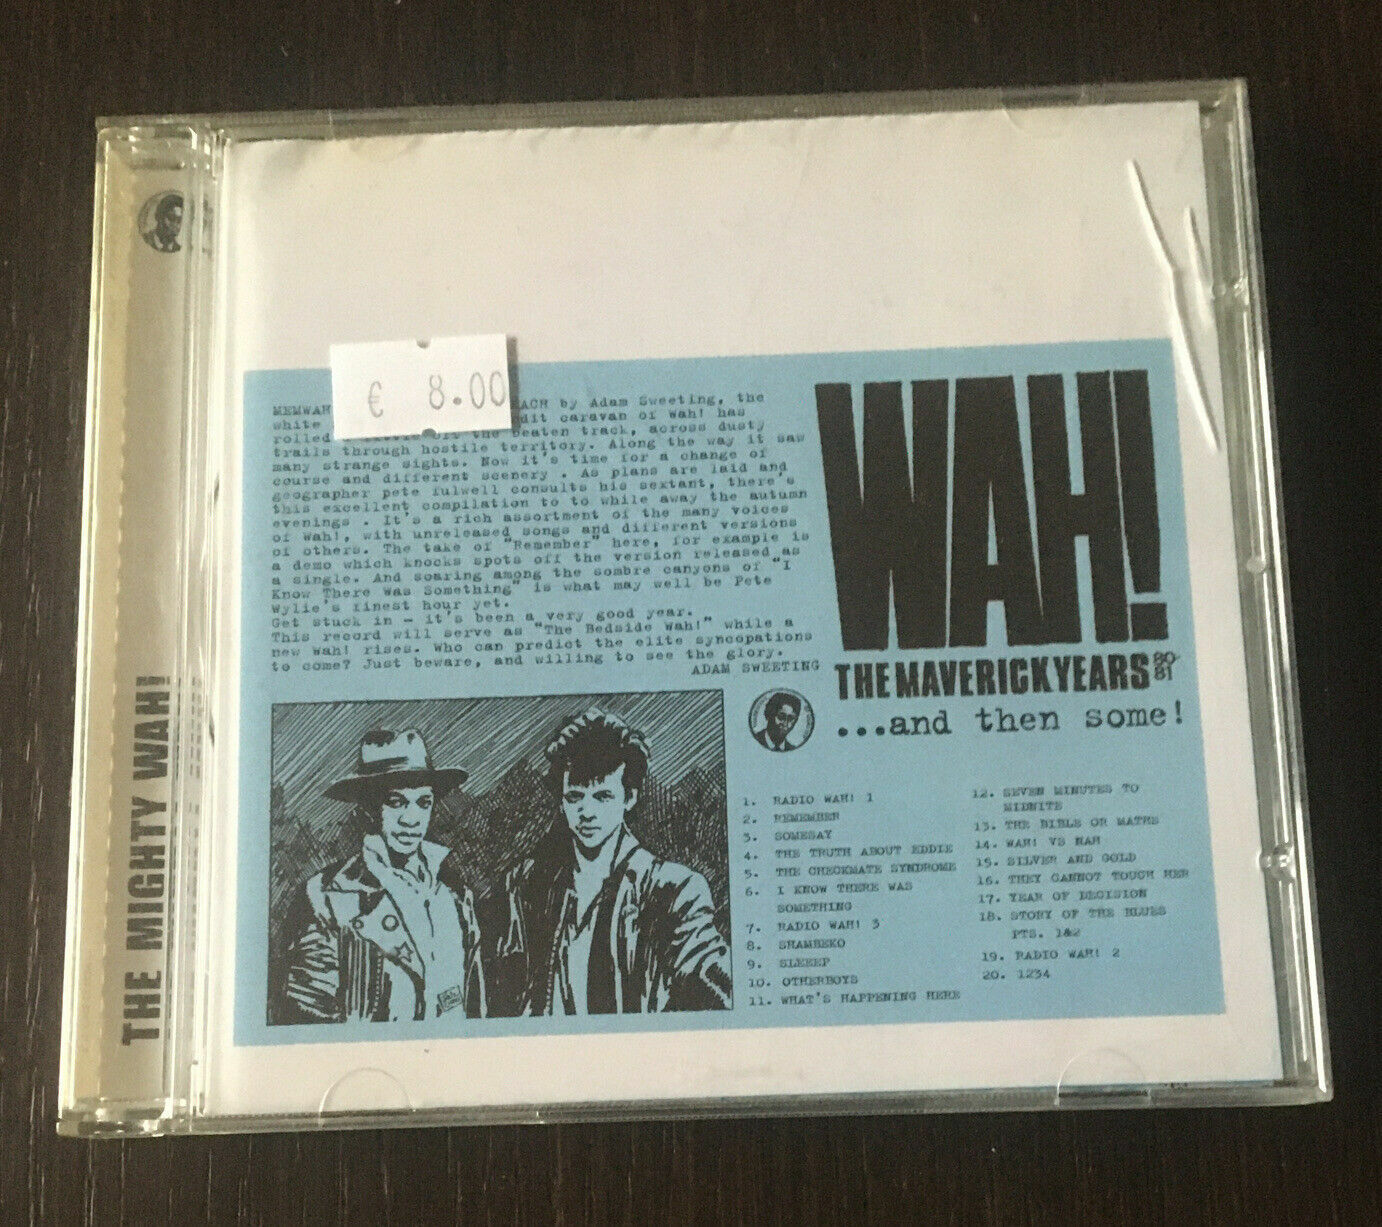 THE MIGHTY WAH!
€ 8.00
MEMWAH ACH by Adam Sweeting, the
white dit caravan of Wah! has
rolled off the beaten track, across dusty
trails through hostile territory. Along the way it saw
many strange sights. Now it's time for a change of
course and different scenery . As plans are laid and
geographer pete fulwell consults his sextant, there's
this excellent compilation to to while away the autumn
evenings . It's a rich assortment of the many voices
of Wah!, with unreleased songs and different versions
of others. The take of "Remember" here, for example is
a demo which knocks spots off the version released as
a single. And soaring among the sombre canyons of "I
Know There Was Something" is what may well be Pete
Wylie's finest hour yet.
Get stuck in - it's been a very good year.
This record will serve as "The Bedside Wah!" while a
new Wah! rises. Who can predict the elite syncopations
to come? Just beware, and willing to see the glory.
ADAM SWEETING
WAH!
THE MAVERICK YEARS 80-81
...and then some!
1. RADIO WAH! 1
2. REMEMBER
3. SOMESAY
4. THE TRUTH ABOUT EDDIE
5. THE CHECKMATE SYNDROME
6. I KNOW THERE WAS
SOMETHING
7. RADIO WAH! 3
8. SHAMBEKO
9. SLEEEP
10. OTHERBOYS
11. WHAT'S HAPPENING HERE
12. SEVEN MINUTES TO
MIDNITE
13. THE BIBLE OR MATHS
14. WAH! VS NAH
15. SILVER AND GOLD
16. THEY CANNOT TOUCH HER
17. YEAR OF DECISION
18. STORY OF THE BLUES
PTS. 1&2
19. RADIO WAH! 2
20. 1234